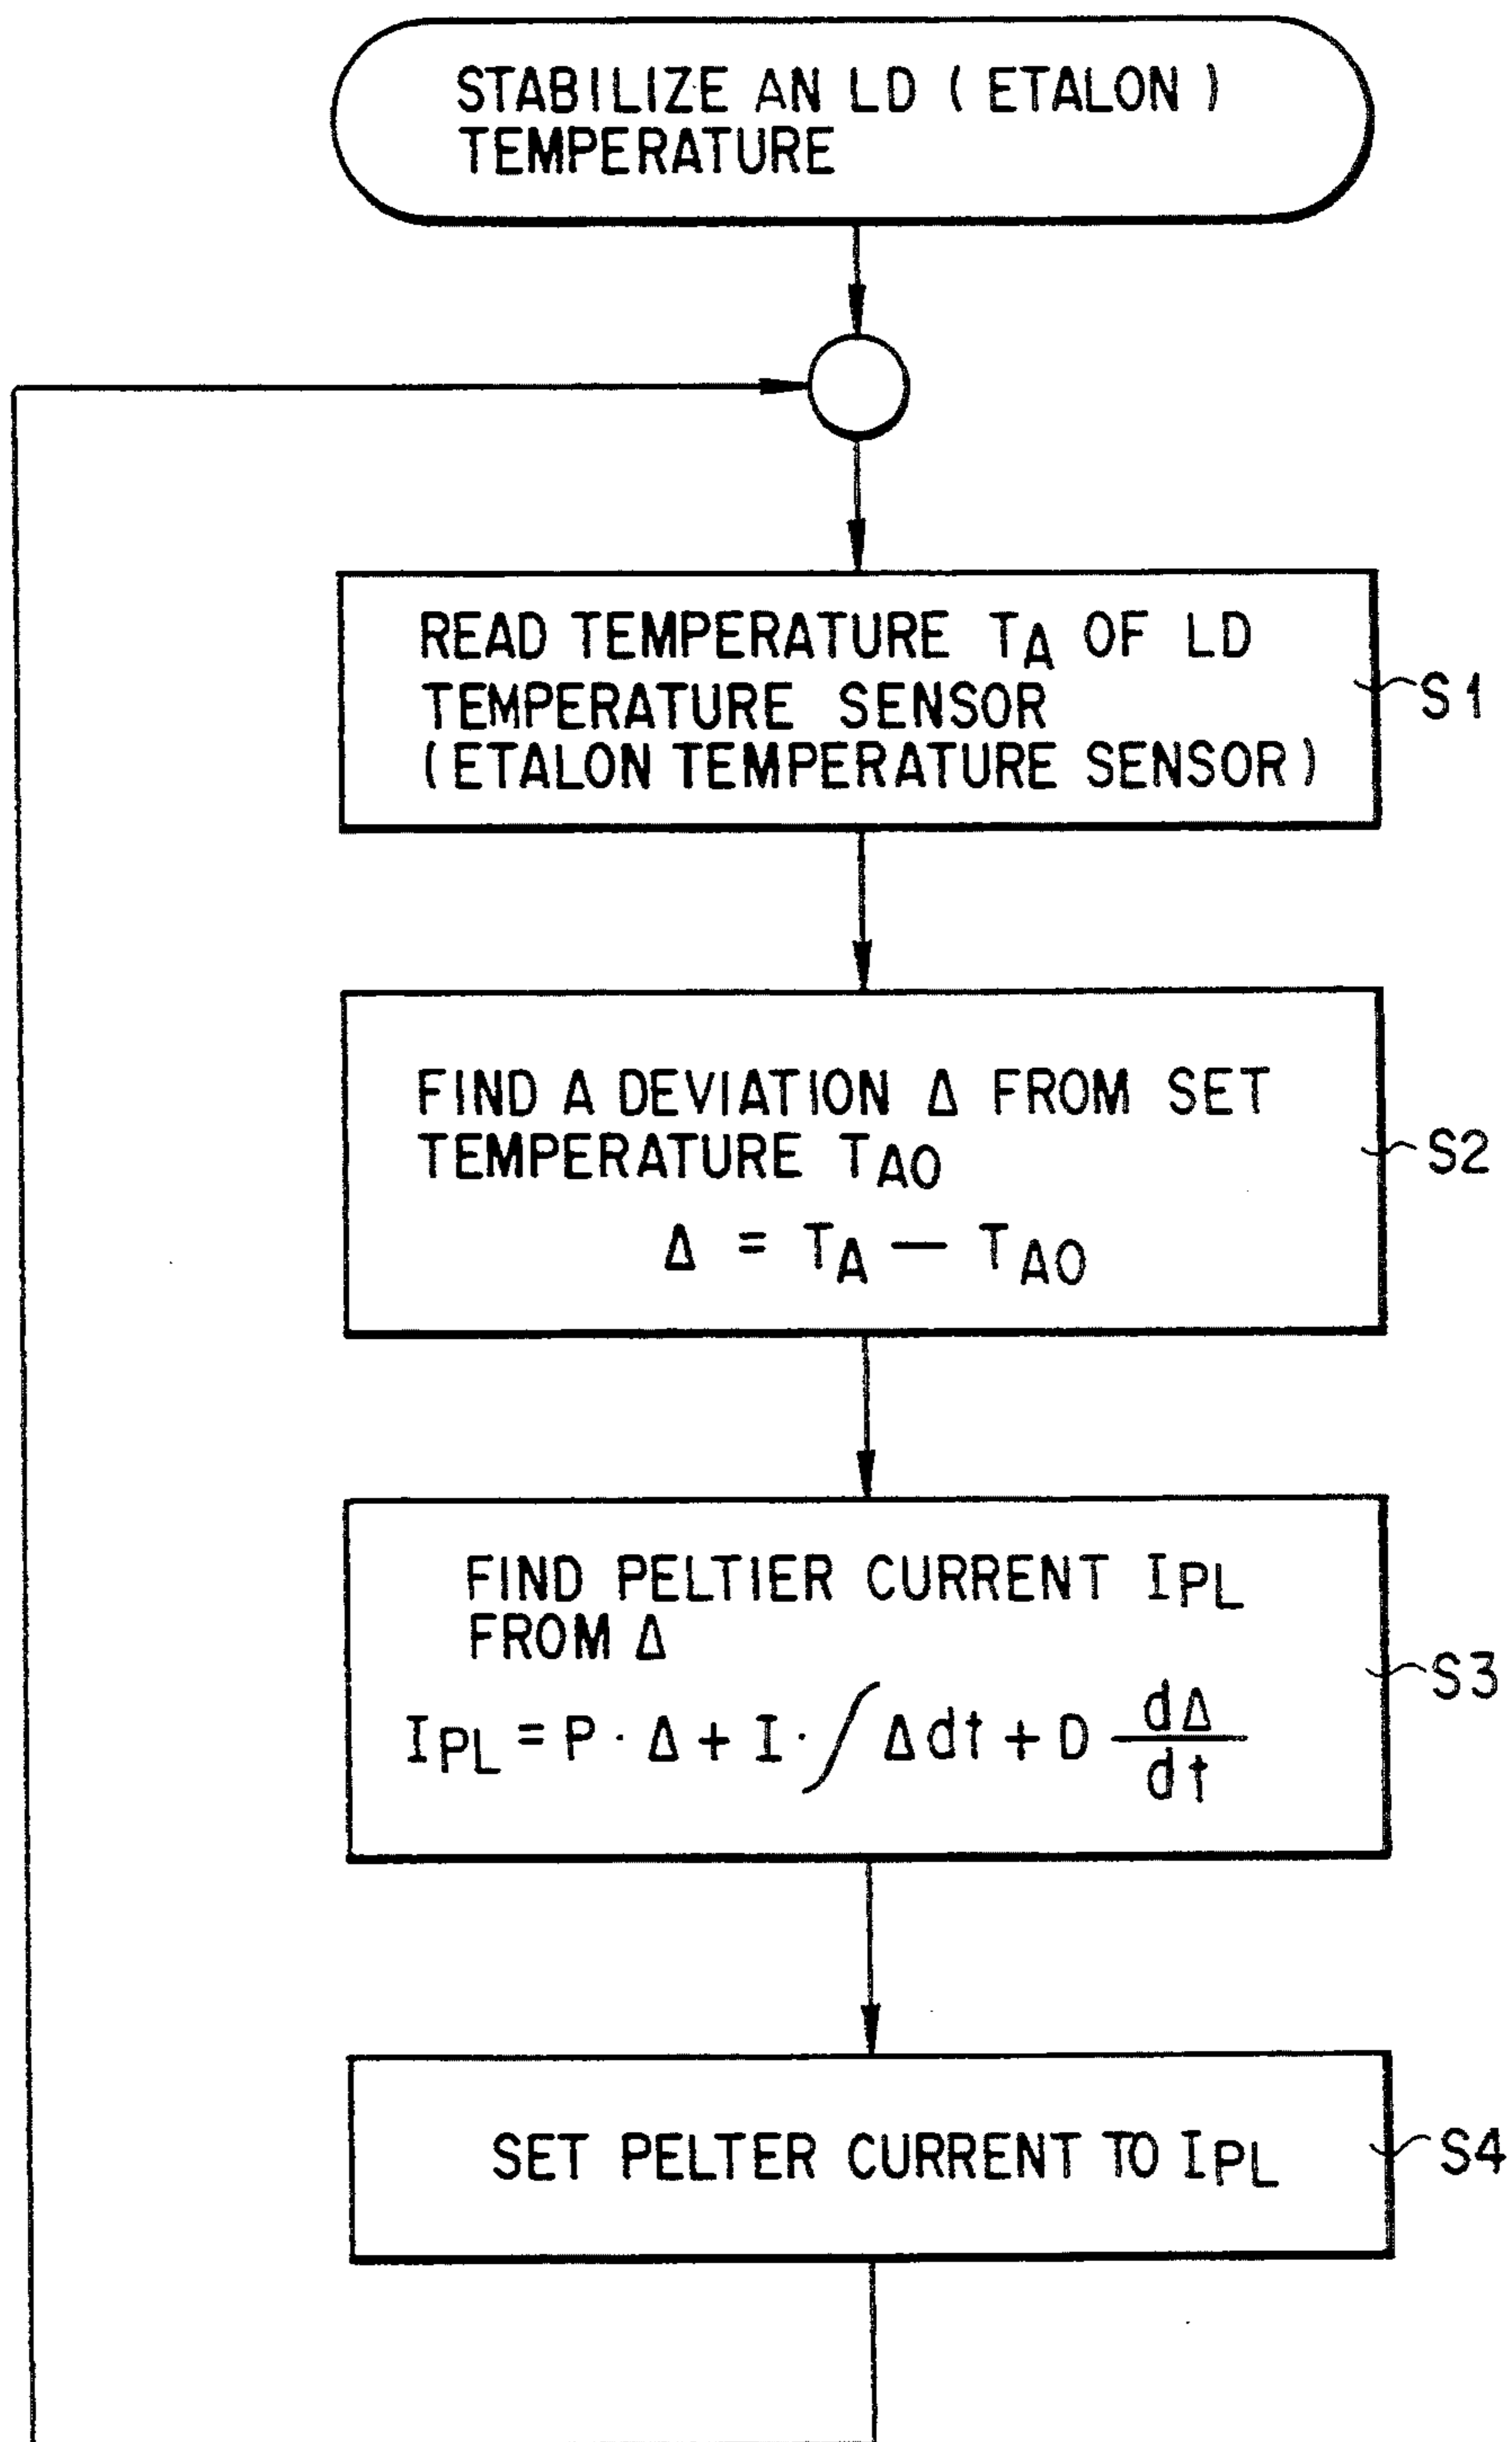 STABILIZE AN LD (ETALON)
TEMPERATURE
READ TEMPERATURE TA OF LD
TEMPERATURE SENSOR
(ETALON TEMPERATURE SENSOR)
S1
FIND A DEVIATION Δ FROM SET
TEMPERATURE TAO
Δ = TA — TAO
S2
FIND PELTIER CURRENT IPL
FROM Δ
IPL = P · Δ + I · ∫ Δ dt + D dΔ/dt
S3
SET PELTER CURRENT TO IPL
S4